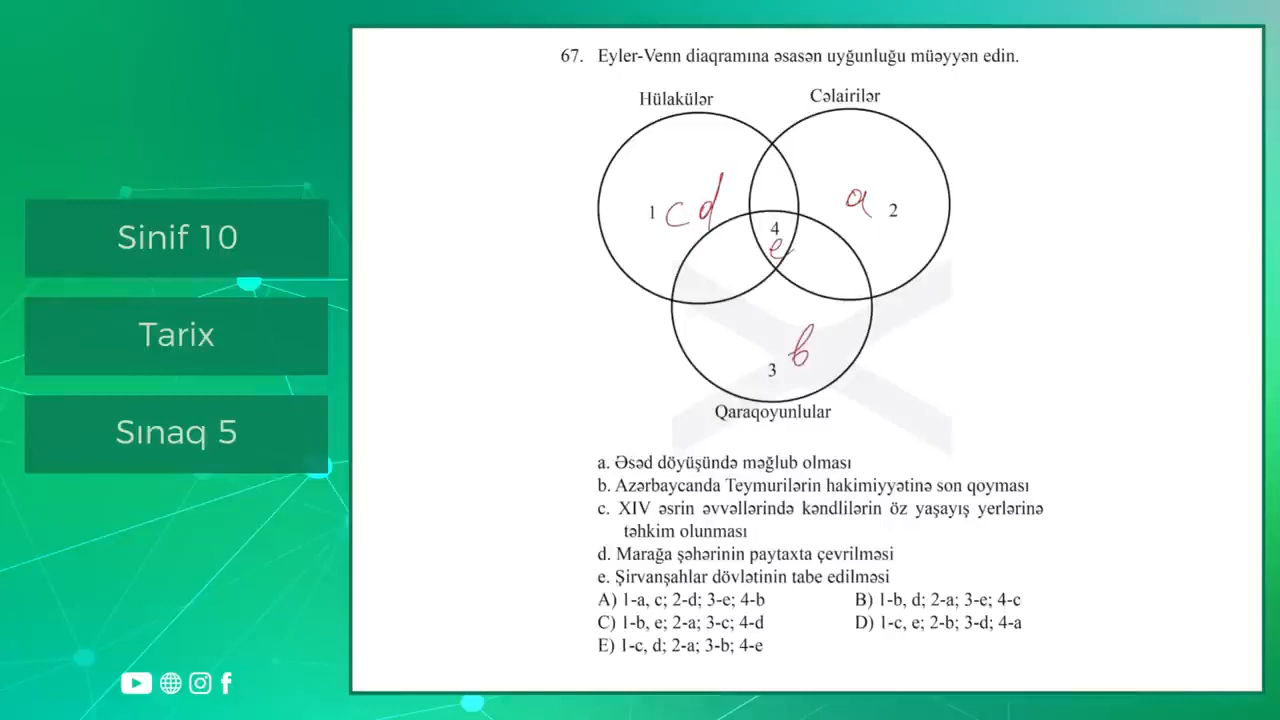 Sinif 10
Tarix
Sınaq 5
67. Eyler-Venn diaqramına əsasən uyğunluğu müəyyən edin.
Hülakülər
Cəlairilər
1 c d
a 2
4
e
3 b
Qaraqoyunlular
a. Əsəd döyüşündə məğlub olması
b. Azərbaycanda Teymurilərin hakimiyyətinə son qoyması
c. XIV əsrin əvvəllərində kəndlilərin öz yaşayış yerlərinə
təhkim olunması
d. Marağa şəhərinin paytaxta çevrilməsi
e. Şirvanşahlar dövlətinin tabe edilməsi
A) 1-a, c; 2-d; 3-e; 4-b B) 1-b, d; 2-a; 3-e; 4-c
C) 1-b, e; 2-a; 3-c; 4-d D) 1-c, e; 2-b; 3-d; 4-a
E) 1-c, d; 2-a; 3-b; 4-e